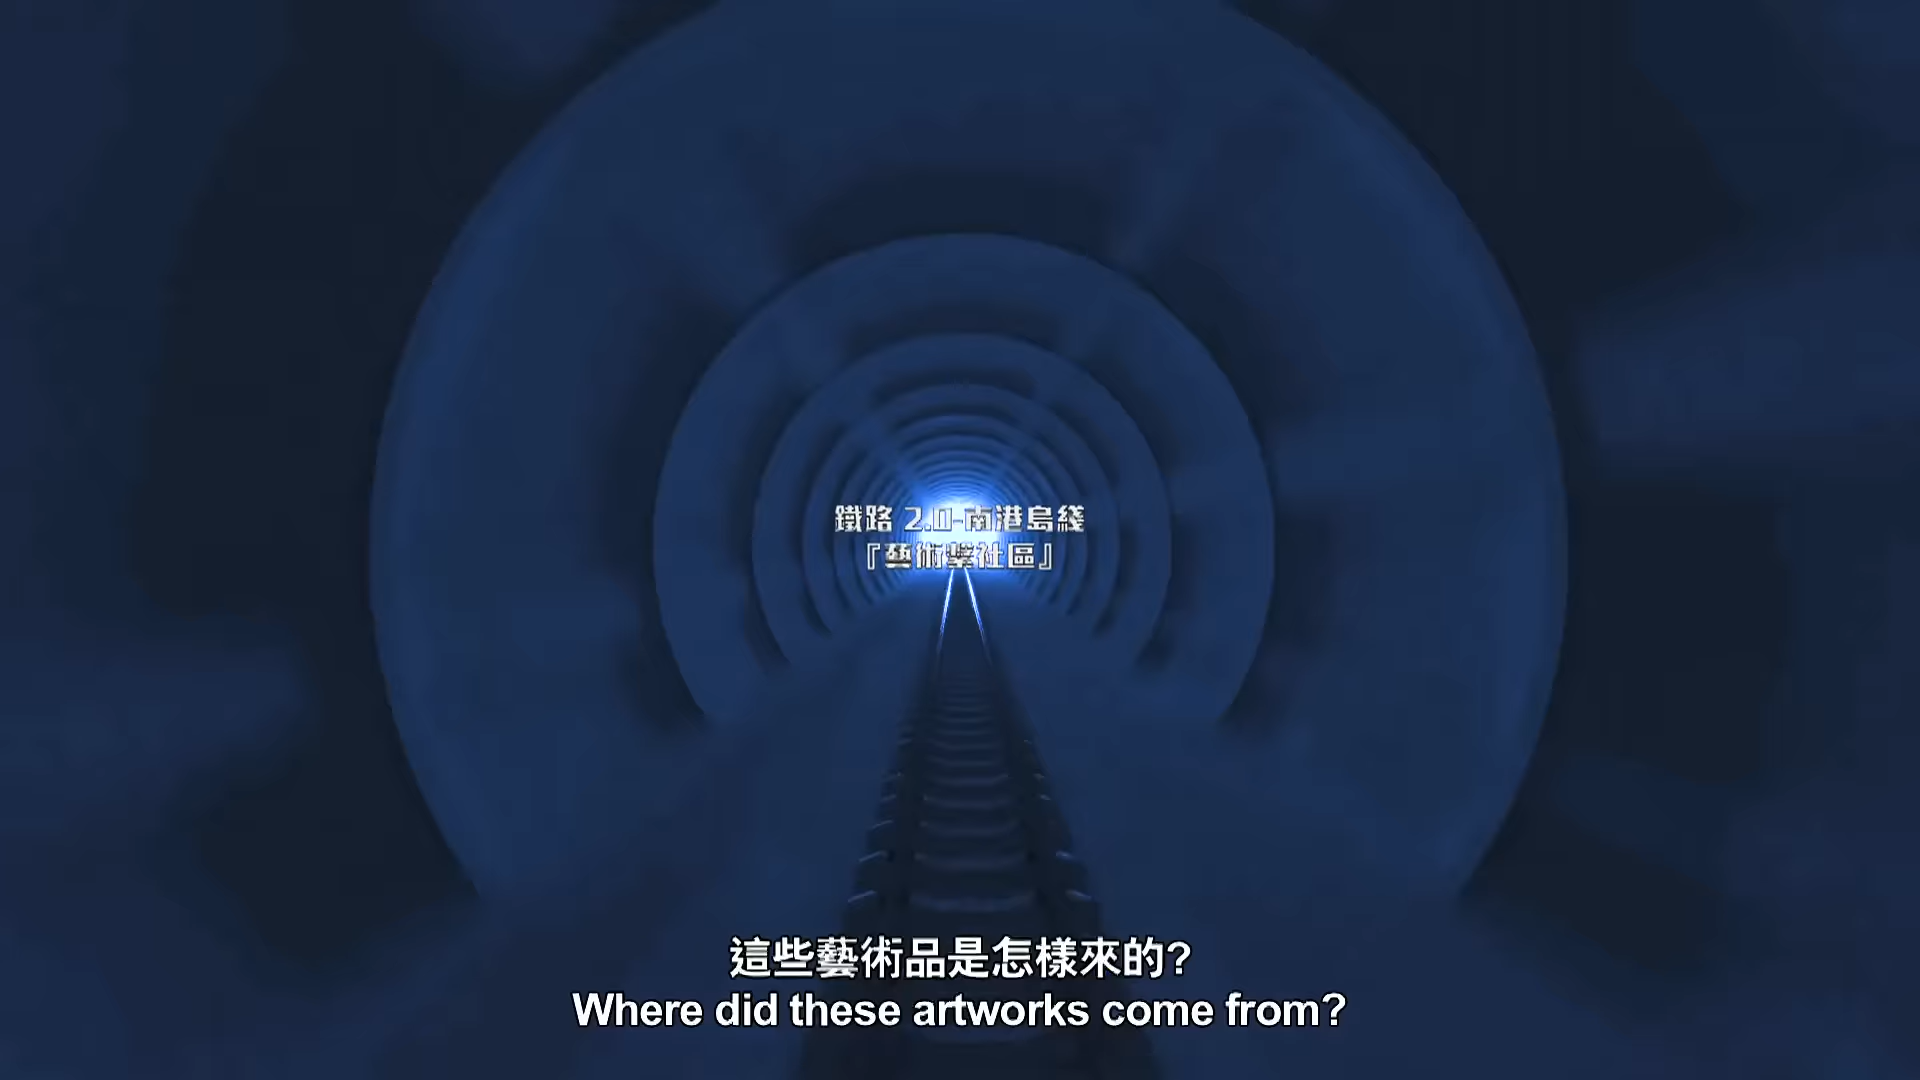 鐵路 2.0-南港島綫
『藝術繫社區』
這些藝術品是怎樣來的?
Where did these artworks come from?